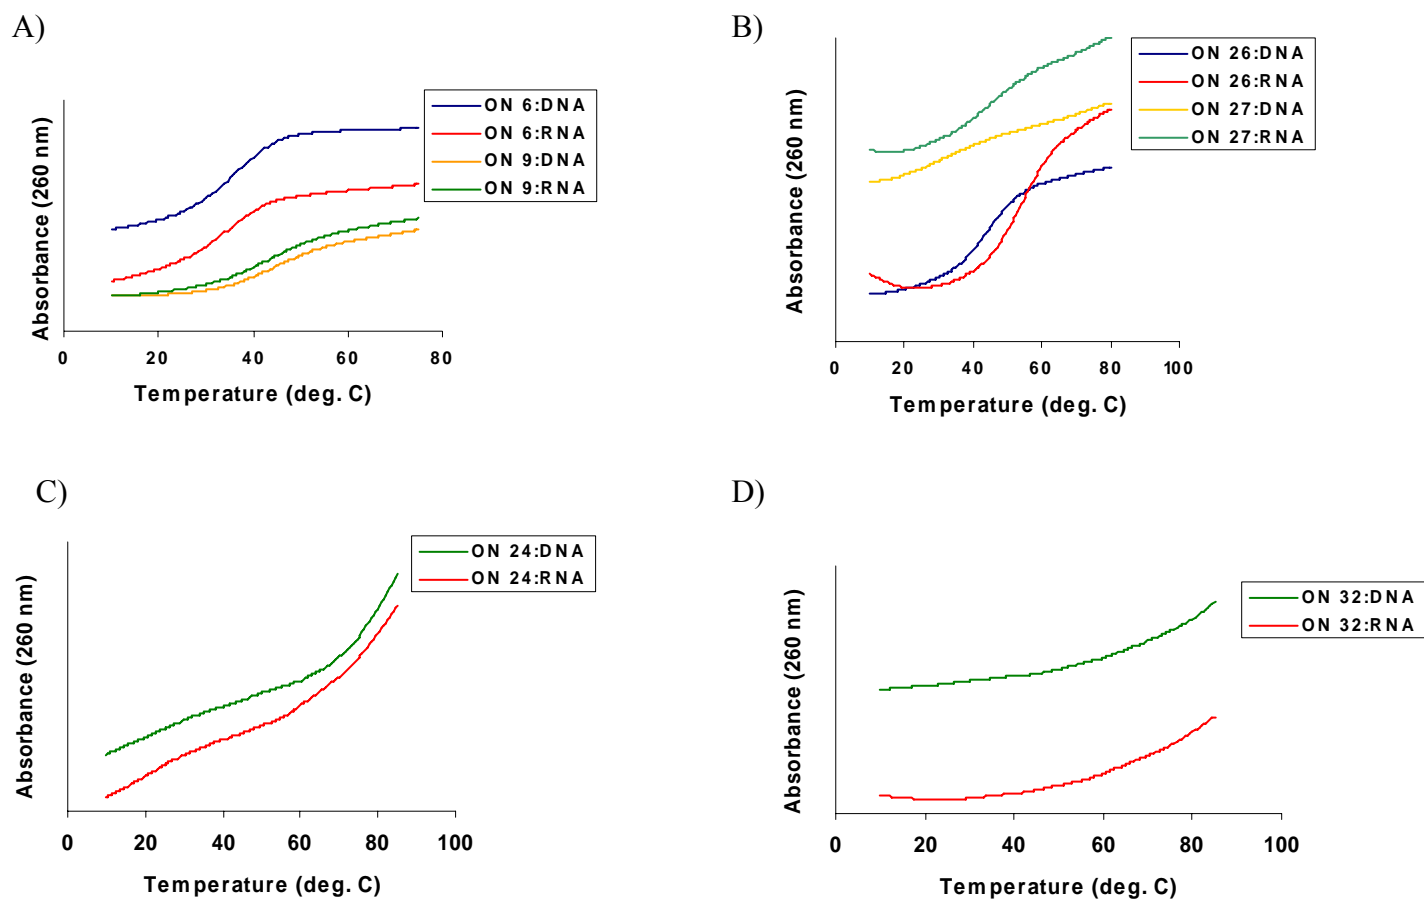 A)
Absorbance (260 nm)
ON 6:DNA
ON 6:RNA
ON 9:DNA
ON 9:RNA
0 20 40 60 80
Temperature (deg. C)
B)
Absorbance (260 nm)
ON 26:DNA
ON 26:RNA
ON 27:DNA
ON 27:RNA
0 20 40 60 80 100
Temperature (deg. C)
C)
Absorbance (260 nm)
ON 24:DNA
ON 24:RNA
0 20 40 60 80 100
Temperature (deg. C)
D)
Absorbance (260 nm)
ON 32:DNA
ON 32:RNA
0 20 40 60 80 100
Temperature (deg. C)